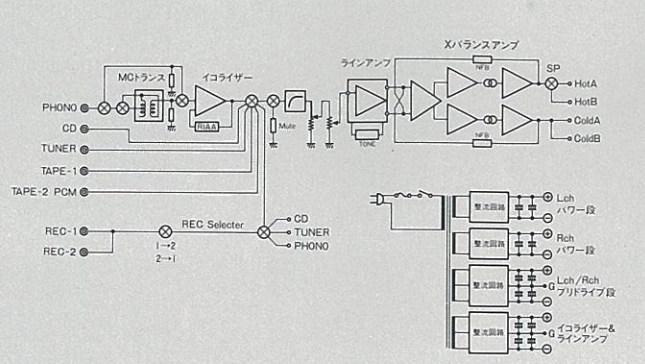 Xバランスアンプ
ラインアンプ
NFB
SP
MCトランス
イコライザー
HotA
HotB
PHONO
RIAA
Mute
TONE
NFB
ColdA
ColdB
CD
TUNER
TAPE-1
TAPE-2 PCM
REC-1
REC-2
REC Selecter
1→2
2→1
CD
TUNER
PHONO
整流回路
⊕
Lch
パワー段
⊖
整流回路
⊕
Rch
パワー段
⊖
整流回路
⊕
G
Lch/Rch
プリドライブ段
⊖
整流回路
⊕
G
イコライザー&
ラインアンプ
⊖